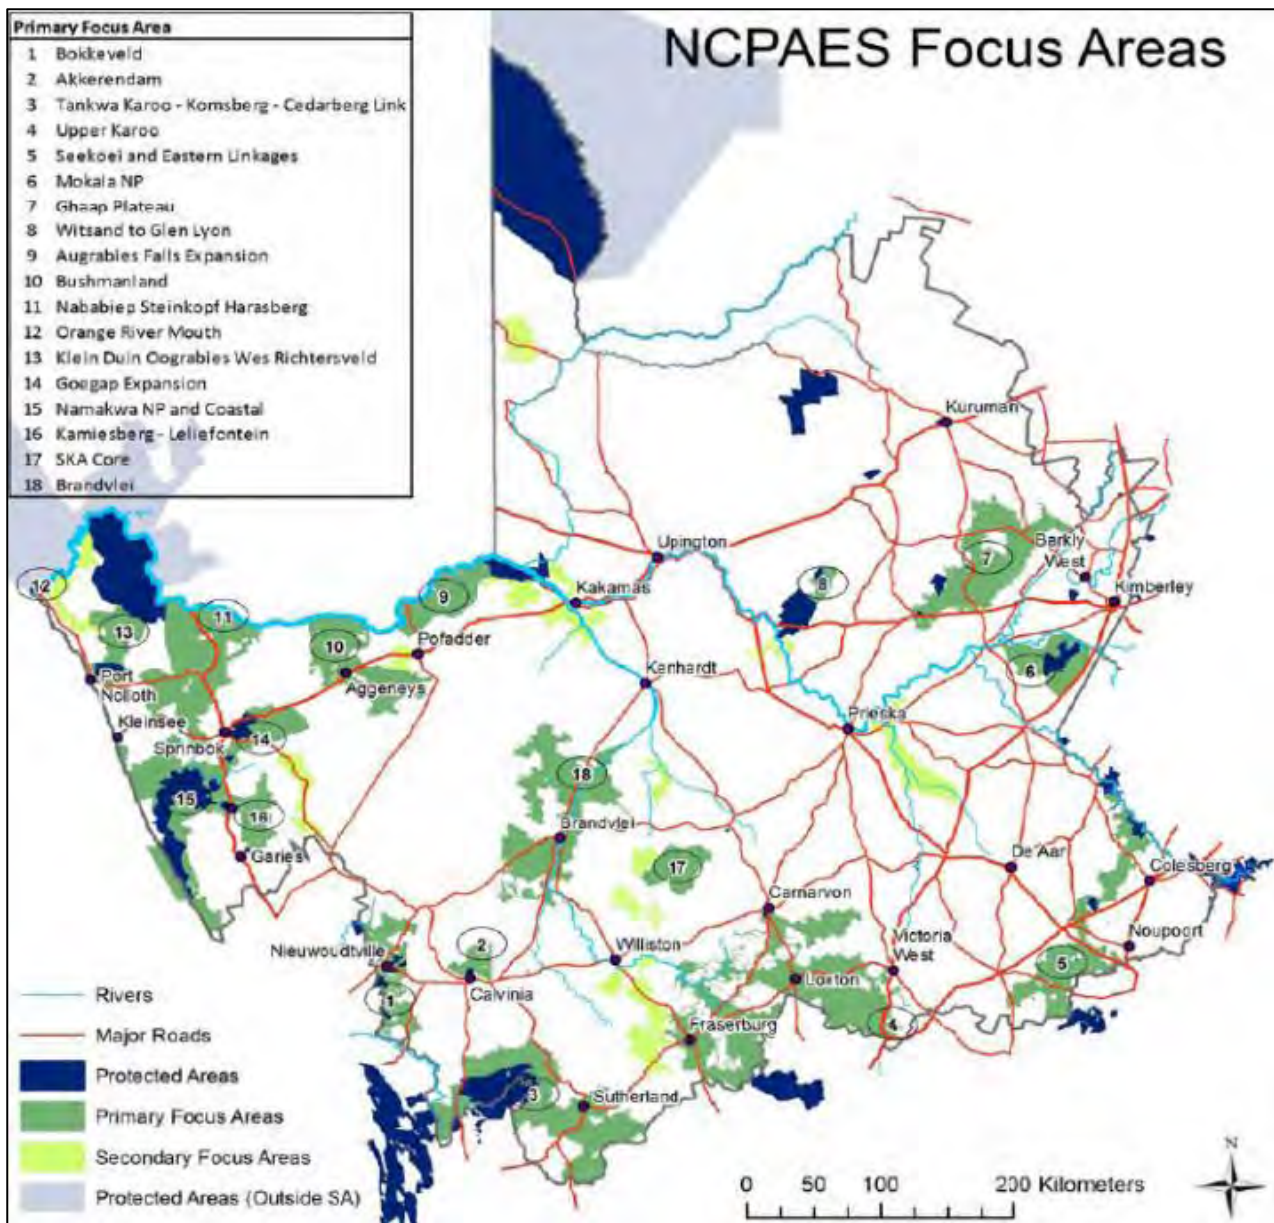 NCPAES Focus Areas
Primary Focus Area
1 Bokkeveld
2 Akkerendam
3 Tankwa Karoo - Komsberg - Cedarberg Link
4 Upper Karoo
5 Seekoei and Eastern Linkages
6 Mokala NP
7 Ghaap Plateau
8 Witsand to Glen Lyon
9 Augrabies Falls Expansion
10 Bushmanland
11 Nababiep Steinkopf Harasberg
12 Orange River Mouth
13 Klein Duin Oograbies Wes Richtersveld
14 Goegap Expansion
15 Namakwa NP and Coastal
16 Kamiesberg - Leliefontein
17 SKA Core
18 Brandvlei
Kuruman
Upington
7
Barkly
West
12
9
Kakamas
8
Kimberley
13
11
10
Pofadder
Port
Nolloth
Aggeneys
Kenhardt
6
Kleinsee
Springbok
14
Prieska
18
15
16
Brandvlei
Garies
17
De Aar
Colesberg
Carnarvon
Nieuwoudtville
2
Williston
Victoria
West
Noupoort
1
Calvinia
Loxton
5
4
Fraserburg
3
Sutherland
Rivers
Major Roads
Protected Areas
Primary Focus Areas
Secondary Focus Areas
Protected Areas (Outside SA)
N
0 50 100 200 Kilometers